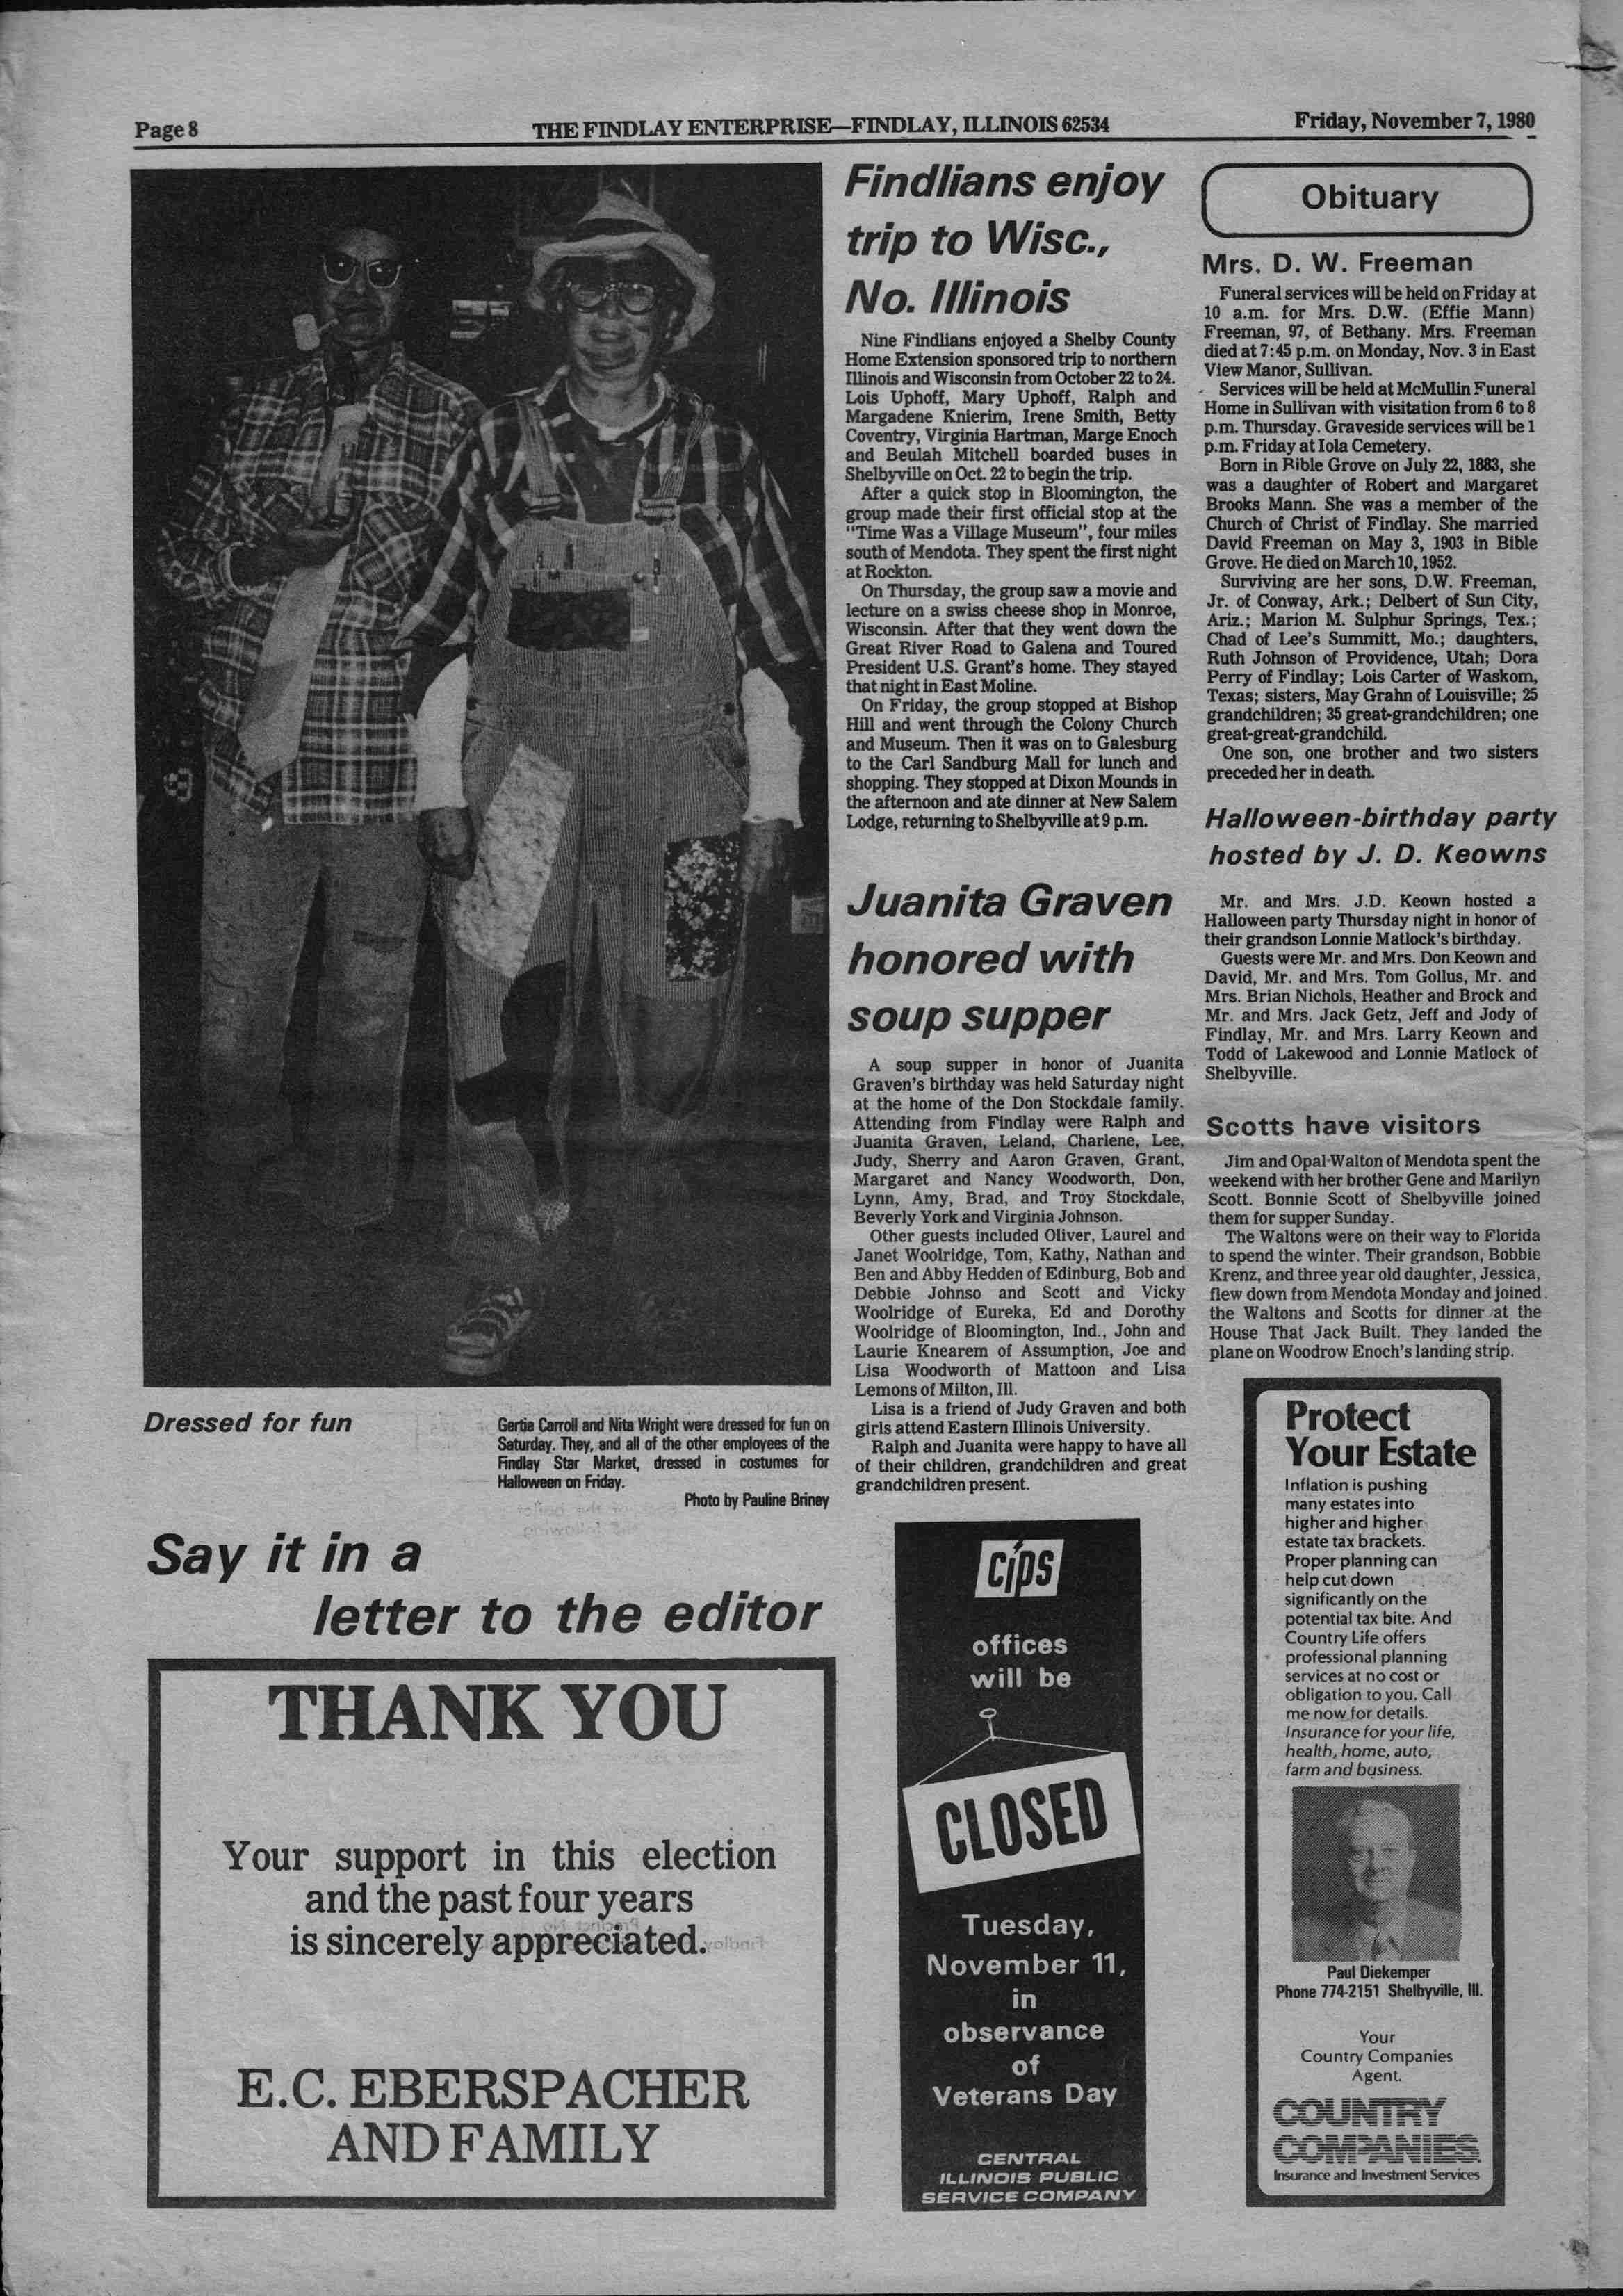 Page 8
THE FINDLAY ENTERPRISE—FINDLAY, ILLINOIS 62534
Friday, November 7, 1980
Dressed for fun
Gertie Carroll and Nita Wright were dressed for fun on
Saturday. They, and all of the other employees of the
Findlay Star Market, dressed in costumes for
Halloween on Friday.
Photo by Pauline Briney
Say it in a
letter to the editor
THANK YOU
Your support in this election
and the past four years
is sincerely appreciated.
E.C. EBERSPACHER
AND FAMILY
Findlians enjoy
trip to Wisc.,
No. Illinois
Nine Findlians enjoyed a Shelby County
Home Extension sponsored trip to northern
Illinois and Wisconsin from October 22 to 24.
Lois Uphoff, Mary Uphoff, Ralph and
Margadene Knierim, Irene Smith, Betty
Coventry, Virginia Hartman, Marge Enoch
and Beulah Mitchell boarded buses in
Shelbyville on Oct. 22 to begin the trip.
After a quick stop in Bloomington, the
group made their first official stop at the
"Time Was a Village Museum", four miles
south of Mendota. They spent the first night
at Rockton.
On Thursday, the group saw a movie and
lecture on a swiss cheese shop in Monroe,
Wisconsin. After that they went down the
Great River Road to Galena and Toured
President U.S. Grant's home. They stayed
that night in East Moline.
On Friday, the group stopped at Bishop
Hill and went through the Colony Church
and Museum. Then it was on to Galesburg
to the Carl Sandburg Mall for lunch and
shopping. They stopped at Dixon Mounds in
the afternoon and ate dinner at New Salem
Lodge, returning to Shelbyville at 9 p.m.
Juanita Graven
honored with
soup supper
A soup supper in honor of Juanita
Graven's birthday was held Saturday night
at the home of the Don Stockdale family.
Attending from Findlay were Ralph and
Juanita Graven, Leland, Charlene, Lee,
Judy, Sherry and Aaron Graven, Grant,
Margaret and Nancy Woodworth, Don,
Lynn, Amy, Brad, and Troy Stockdale,
Beverly York and Virginia Johnson.
Other guests included Oliver, Laurel and
Janet Woolridge, Tom, Kathy, Nathan and
Ben and Abby Hedden of Edinburg, Bob and
Debbie Johnso and Scott and Vicky
Woolridge of Eureka, Ed and Dorothy
Woolridge of Bloomington, Ind., John and
Laurie Knearem of Assumption, Joe and
Lisa Woodworth of Mattoon and Lisa
Lemons of Milton, Ill.
Lisa is a friend of Judy Graven and both
girls attend Eastern Illinois University.
Ralph and Juanita were happy to have all
of their children, grandchildren and great
grandchildren present.
cips
offices
will be
CLOSED
Tuesday,
November 11,
in
observance
of
Veterans Day
CENTRAL
ILLINOIS PUBLIC
SERVICE COMPANY
Obituary
Mrs. D. W. Freeman
Funeral services will be held on Friday at
10 a.m. for Mrs. D.W. (Effie Mann)
Freeman, 97, of Bethany. Mrs. Freeman
died at 7:45 p.m. on Monday, Nov. 3 in East
View Manor, Sullivan.
Services will be held at McMullin Funeral
Home in Sullivan with visitation from 6 to 8
p.m. Thursday. Graveside services will be 1
p.m. Friday at Iola Cemetery.
Born in Bible Grove on July 22, 1883, she
was a daughter of Robert and Margaret
Brooks Mann. She was a member of the
Church of Christ of Findlay. She married
David Freeman on May 3, 1903 in Bible
Grove. He died on March 10, 1952.
Surviving are her sons, D.W. Freeman,
Jr. of Conway, Ark.; Delbert of Sun City,
Ariz.; Marion M. Sulphur Springs, Tex.;
Chad of Lee's Summitt, Mo.; daughters,
Ruth Johnson of Providence, Utah; Dora
Perry of Findlay; Lois Carter of Waskom,
Texas; sisters, May Grahn of Louisville; 25
grandchildren; 35 great-grandchildren; one
great-great-grandchild.
One son, one brother and two sisters
preceded her in death.
Halloween-birthday party
hosted by J. D. Keowns
Mr. and Mrs. J.D. Keown hosted a
Halloween party Thursday night in honor of
their grandson Lonnie Matlock's birthday.
Guests were Mr. and Mrs. Don Keown and
David, Mr. and Mrs. Tom Gollus, Mr. and
Mrs. Brian Nichols, Heather and Brock and
Mr. and Mrs. Jack Getz, Jeff and Jody of
Findlay, Mr. and Mrs. Larry Keown and
Todd of Lakewood and Lonnie Matlock of
Shelbyville.
Scotts have visitors
Jim and Opal Walton of Mendota spent the
weekend with her brother Gene and Marilyn
Scott. Bonnie Scott of Shelbyville joined
them for supper Sunday.
The Waltons were on their way to Florida
to spend the winter. Their grandson, Bobbie
Krenz, and three year old daughter, Jessica,
flew down from Mendota Monday and joined
the Waltons and Scotts for dinner at the
House That Jack Built. They landed the
plane on Woodrow Enoch's landing strip.
Protect
Your Estate
Inflation is pushing
many estates into
higher and higher
estate tax brackets.
Proper planning can
help cut down
significantly on the
potential tax bite. And
Country Life offers
professional planning
services at no cost or
obligation to you. Call
me now for details.
Insurance for your life,
health, home, auto,
farm and business.
Paul Diekemper
Phone 774-2151 Shelbyville, Ill.
Your
Country Companies
Agent.
COUNTRY
COMPANIES
Insurance and Investment Services